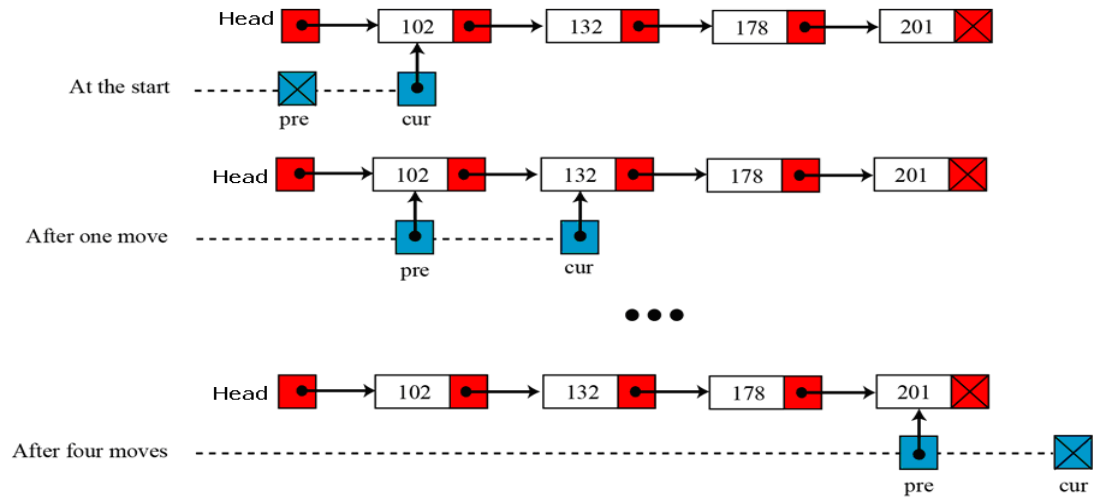 Head 102 132 178 201
At the start
pre cur
Head 102 132 178 201
After one move
pre cur
Head 102 132 178 201
After four moves
pre cur